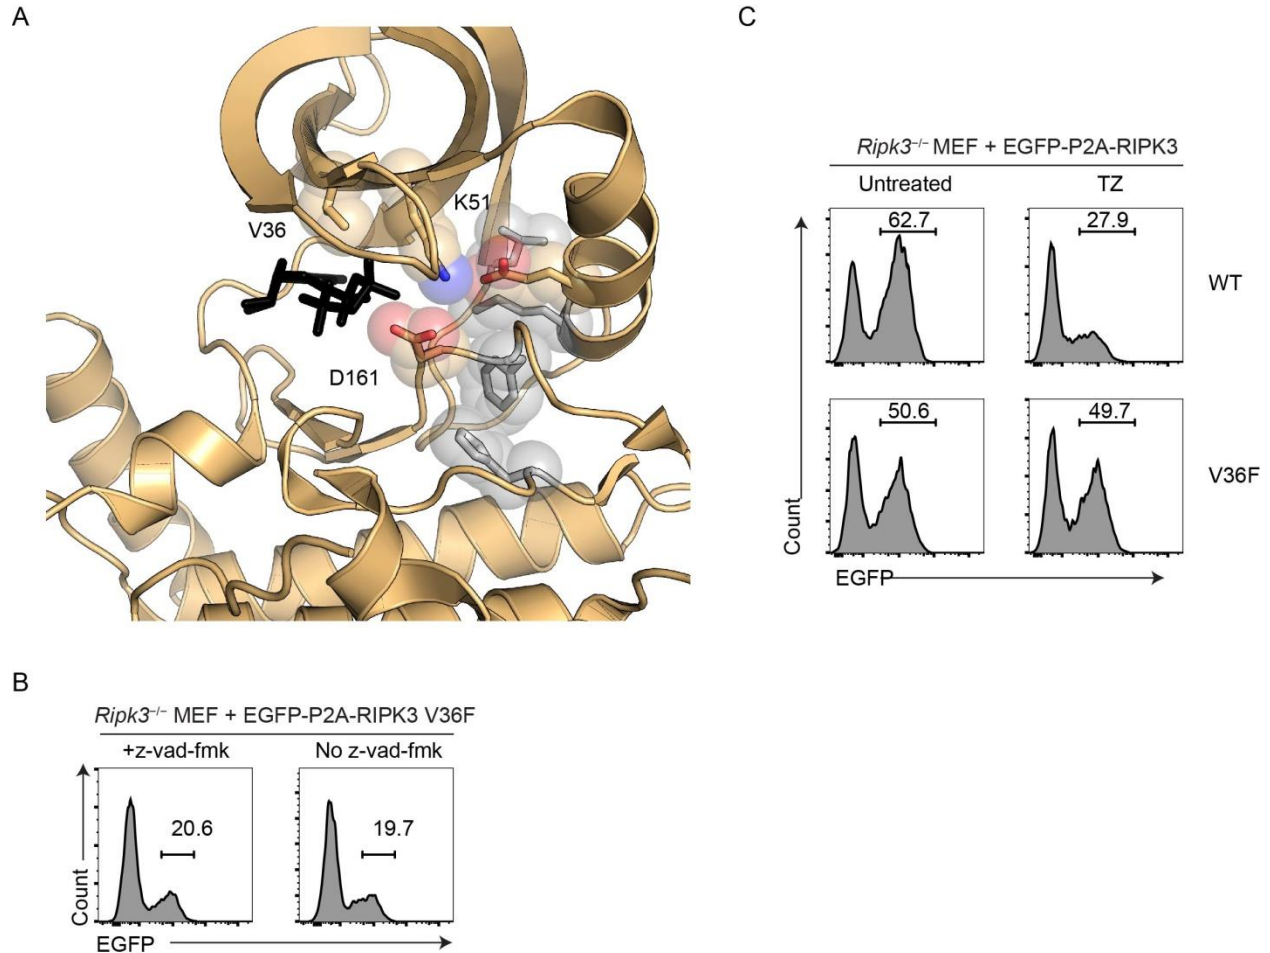 A
V36
K51
D161
B
Ripk3–/– MEF + EGFP-P2A-RIPK3 V36F
+z-vad-fmk
No z-vad-fmk
20.6
19.7
Count
EGFP
C
Ripk3–/– MEF + EGFP-P2A-RIPK3
Untreated
TZ
62.7
27.9
WT
50.6
49.7
V36F
Count
EGFP